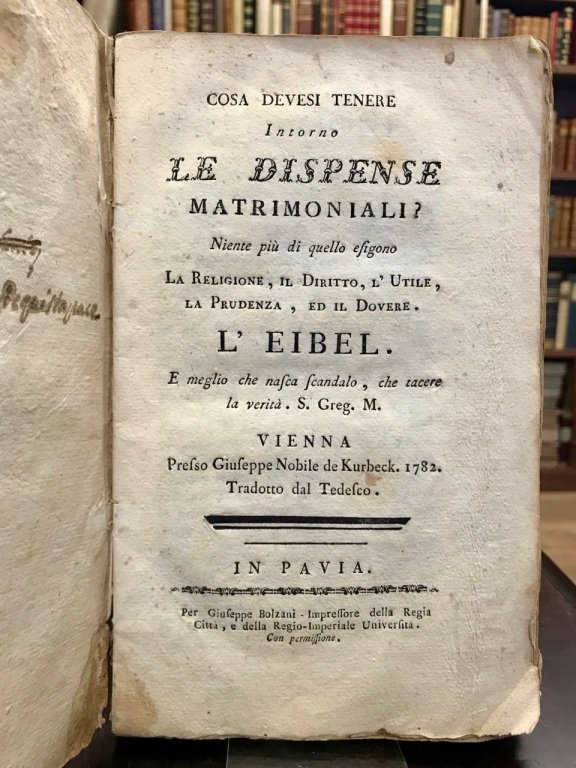 COSA DEVESI TENERE
Intorno
LE DISPENSE
MATRIMONIALI?
Niente più di quello eſigono
LA RELIGIONE, IL DIRITTO, L' UTILE,
LA PRUDENZA, ED IL DOVERE.
L' EIBEL.
E meglio che naſca ſcandalo, che tacere
la verità. S. Greg. M.
VIENNA
Preſſo Giuſeppe Nobile de Kurbeck. 1782.
Tradotto dal Tedeſco.
IN PAVIA.
Per Giuſeppe Bolzani - Impreſſore della Regia
Città, e della Regio-Imperiale Univerſità.
Con permiſſione.